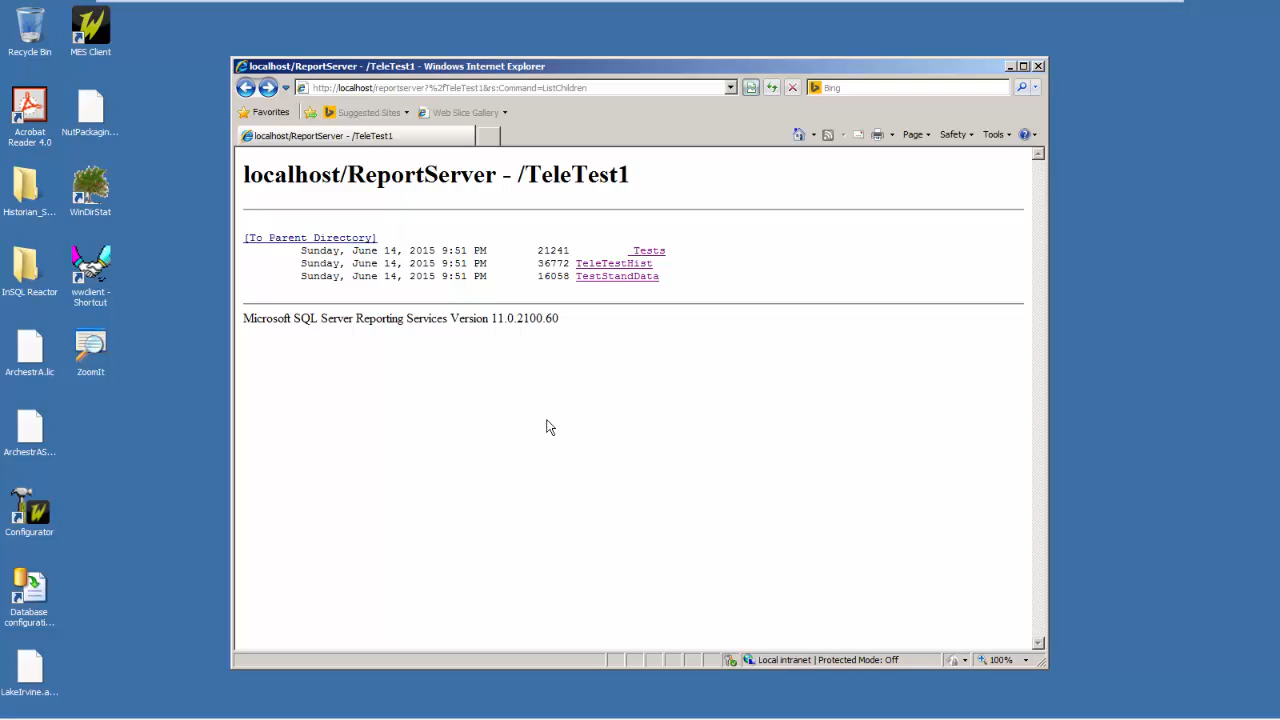 Recycle Bin
MES Client
Acrobat
Reader 4.0
NutPackagin...
Historian_S...
WinDirStat
InSQL Reactor
wwclient -
Shortcut
ArchestrA.lic
ZoomIt
ArchestrAS...
Configurator
Database
configurati...
LakeIrvine.a...
localhost/ReportServer - /TeleTest1 - Windows Internet Explorer
http://localhost/reportserver?%2fTeleTest1&rs:Command=ListChildren
Bing
Favorites
Suggested Sites
Web Slice Gallery
localhost/ReportServer - /TeleTest1
Page Safety Tools
localhost/ReportServer - /TeleTest1
[To Parent Directory]
Sunday, June 14, 2015 9:51 PM 21241 _Tests
Sunday, June 14, 2015 9:51 PM 36772 TeleTestHist
Sunday, June 14, 2015 9:51 PM 16058 TestStandData
Microsoft SQL Server Reporting Services Version 11.0.2100.60
Local intranet | Protected Mode: Off
100%